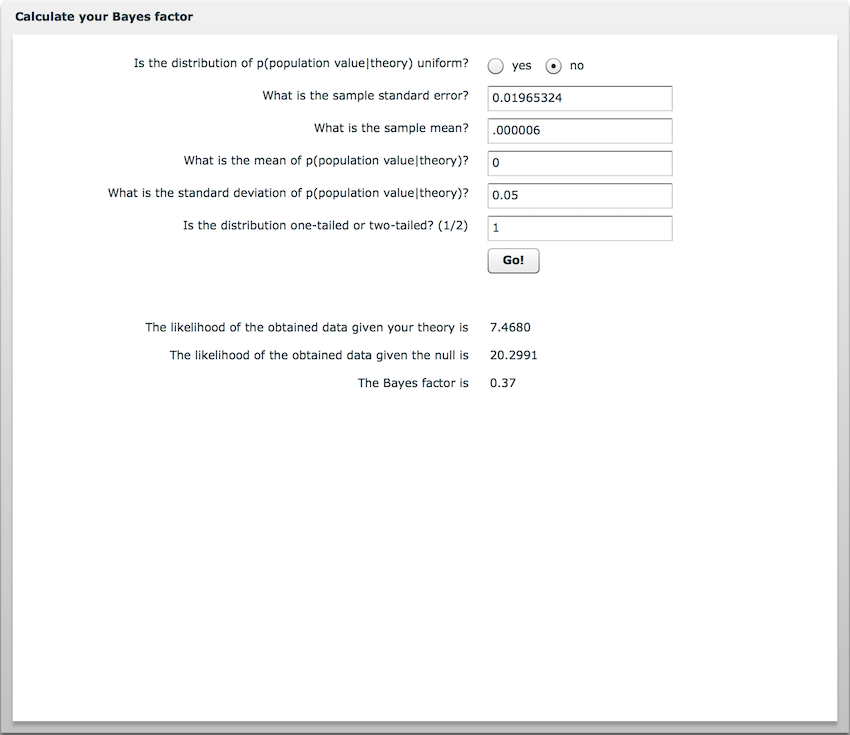 Calculate your Bayes factor
Is the distribution of p(population value|theory) uniform? yes no
What is the sample standard error? 0.01965324
What is the sample mean? .000006
What is the mean of p(population value|theory)? 0
What is the standard deviation of p(population value|theory)? 0.05
Is the distribution one-tailed or two-tailed? (1/2) 1
Go!
The likelihood of the obtained data given your theory is 7.4680
The likelihood of the obtained data given the null is 20.2991
The Bayes factor is 0.37